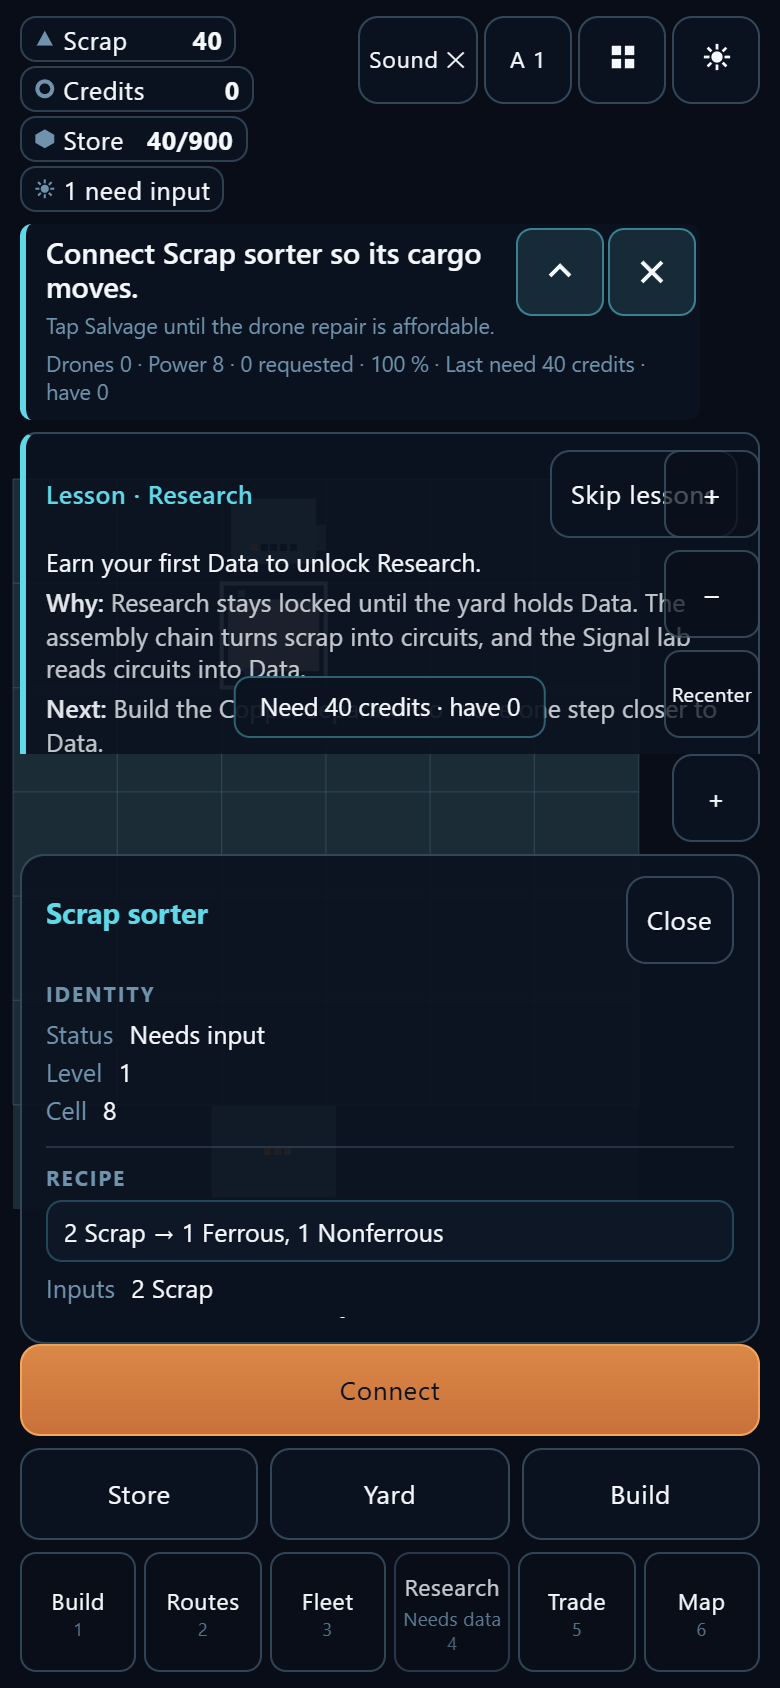 Scrap 40
Sound A 1
Credits 0
Store 40/900
1 need input
Connect Scrap sorter so its cargo
moves.
Tap Salvage until the drone repair is affordable.
Drones 0 · Power 8 · 0 requested · 100 % · Last need 40 credits ·
have 0
Lesson · Research
Skip lessons
+
Earn your first Data to unlock Research.
Why: Research stays locked until the yard holds Data. The
−
assembly chain turns scrap into circuits, and the Signal lab
reads circuits into Data.
Recenter
Next: Build the step closer to
Need 40 credits · have 0
Data.
+
Scrap sorter
Close
IDENTITY
Status Needs input
Level 1
Cell 8
RECIPE
2 Scrap → 1 Ferrous, 1 Nonferrous
Inputs 2 Scrap
Connect
Store Yard Build
Build Routes Fleet Research Trade Map
Needs data
1 2 3 4 5 6